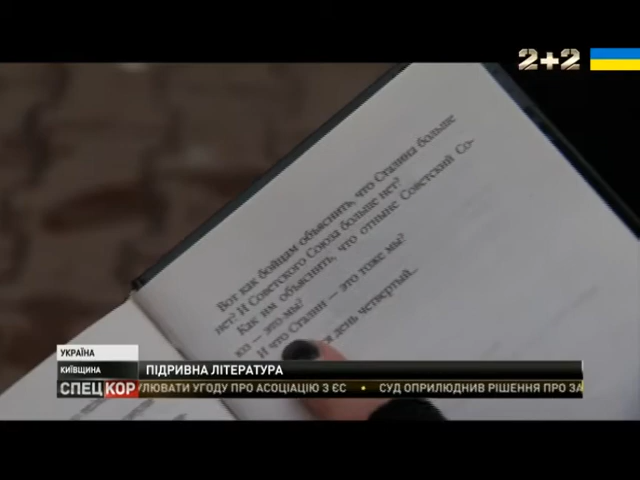 2+2
Вот как бойцам объяснить, что Сталина больше
нет? И Советского Союза больше нет?
Как им объяснить, что отныне Советский Со-
— это мы?
И что Сталин — это тоже мы?
день четвертый...
УКРАЇНА
КИЇВЩИНА
ПІДРИВНА ЛІТЕРАТУРА
СПЕЦКОР
УЛЮВАТИ УГОДУ ПРО АСОЦІАЦІЮ З ЄС • СУД ОПРИЛЮДНИВ РІШЕННЯ ПРО ЗА